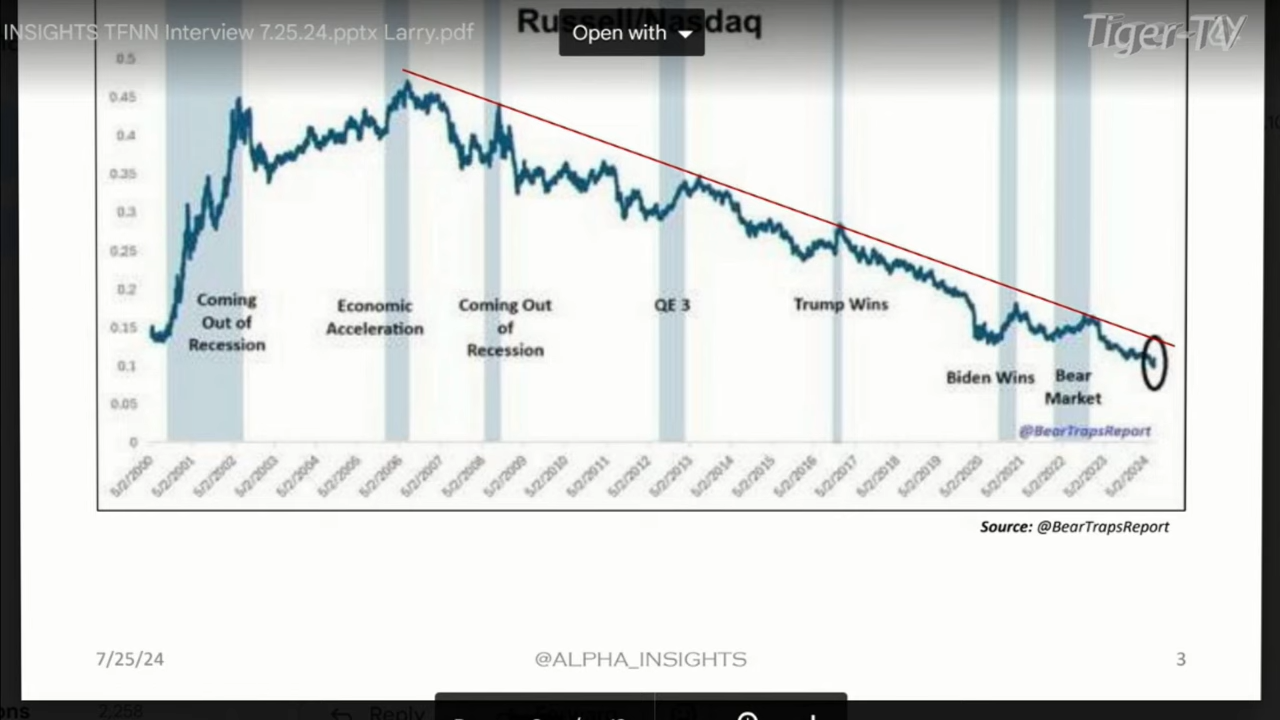 INSIGHTS TFNN Interview 7.25.24.pptx Larry.pdf
Open with
Tiger-TV
Russell/Nasdaq
0.5
0.45
0.4
0.35
0.3
0.25
0.2
0.15
0.1
0.05
0
Coming
Out of
Recession
Economic
Acceleration
Coming Out
of
Recession
QE 3
Trump Wins
Biden Wins
Bear
Market
@BearTrapsReport
5/2/2000
5/2/2001
5/2/2002
5/2/2003
5/2/2004
5/2/2005
5/2/2006
5/2/2007
5/2/2008
5/2/2009
5/2/2010
5/2/2011
5/2/2012
5/2/2013
5/2/2014
5/2/2015
5/2/2016
5/2/2017
5/2/2018
5/2/2019
5/2/2020
5/2/2021
5/2/2022
5/2/2023
5/2/2024
Source: @BearTrapsReport
7/25/24
@ALPHA_INSIGHTS
3
2,258
Reply